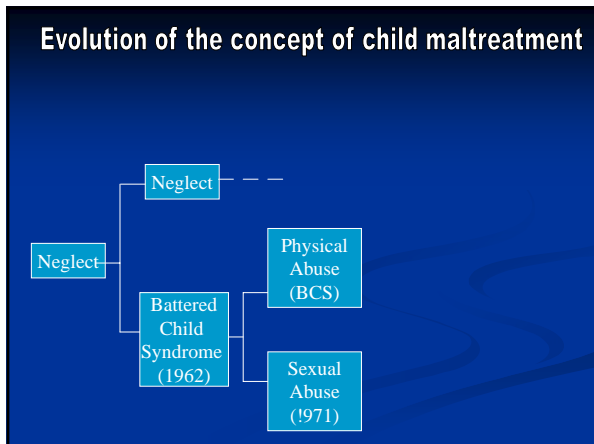 Evolution of the concept of child maltreatment
Neglect
Neglect
Battered
Child
Syndrome
(1962)
Physical
Abuse
(BCS)
Sexual
Abuse
(!971)